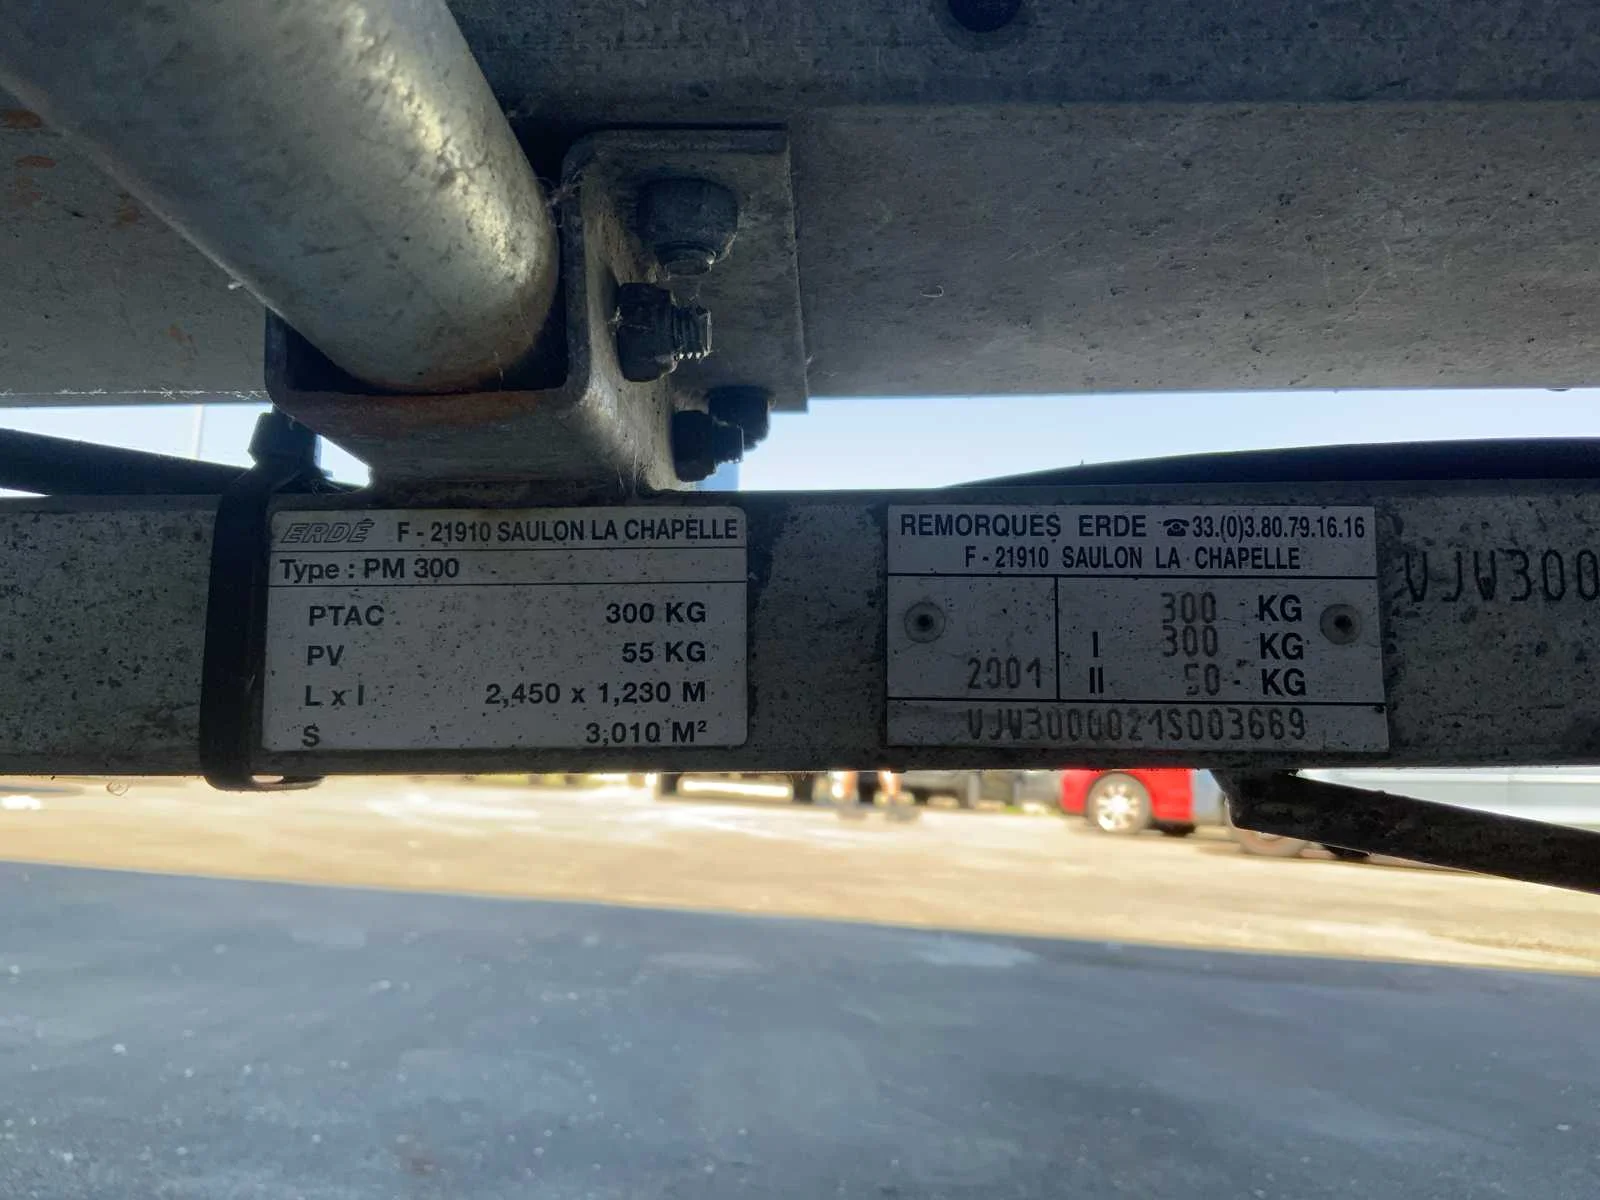 ERDÉ F - 21910 SAULON LA CHAPELLE
Type : PM 300
PTAC 300 KG
PV 55 KG
L x l 2,450 x 1,230 M
S 3,010 M²
REMORQUES ERDE ☎33.(0)3.80.79.16.16
F - 21910 SAULON LA CHAPELLE
300 KG
I 300 KG
2001 II 50 KG
VJW3000021S003669
VJW300